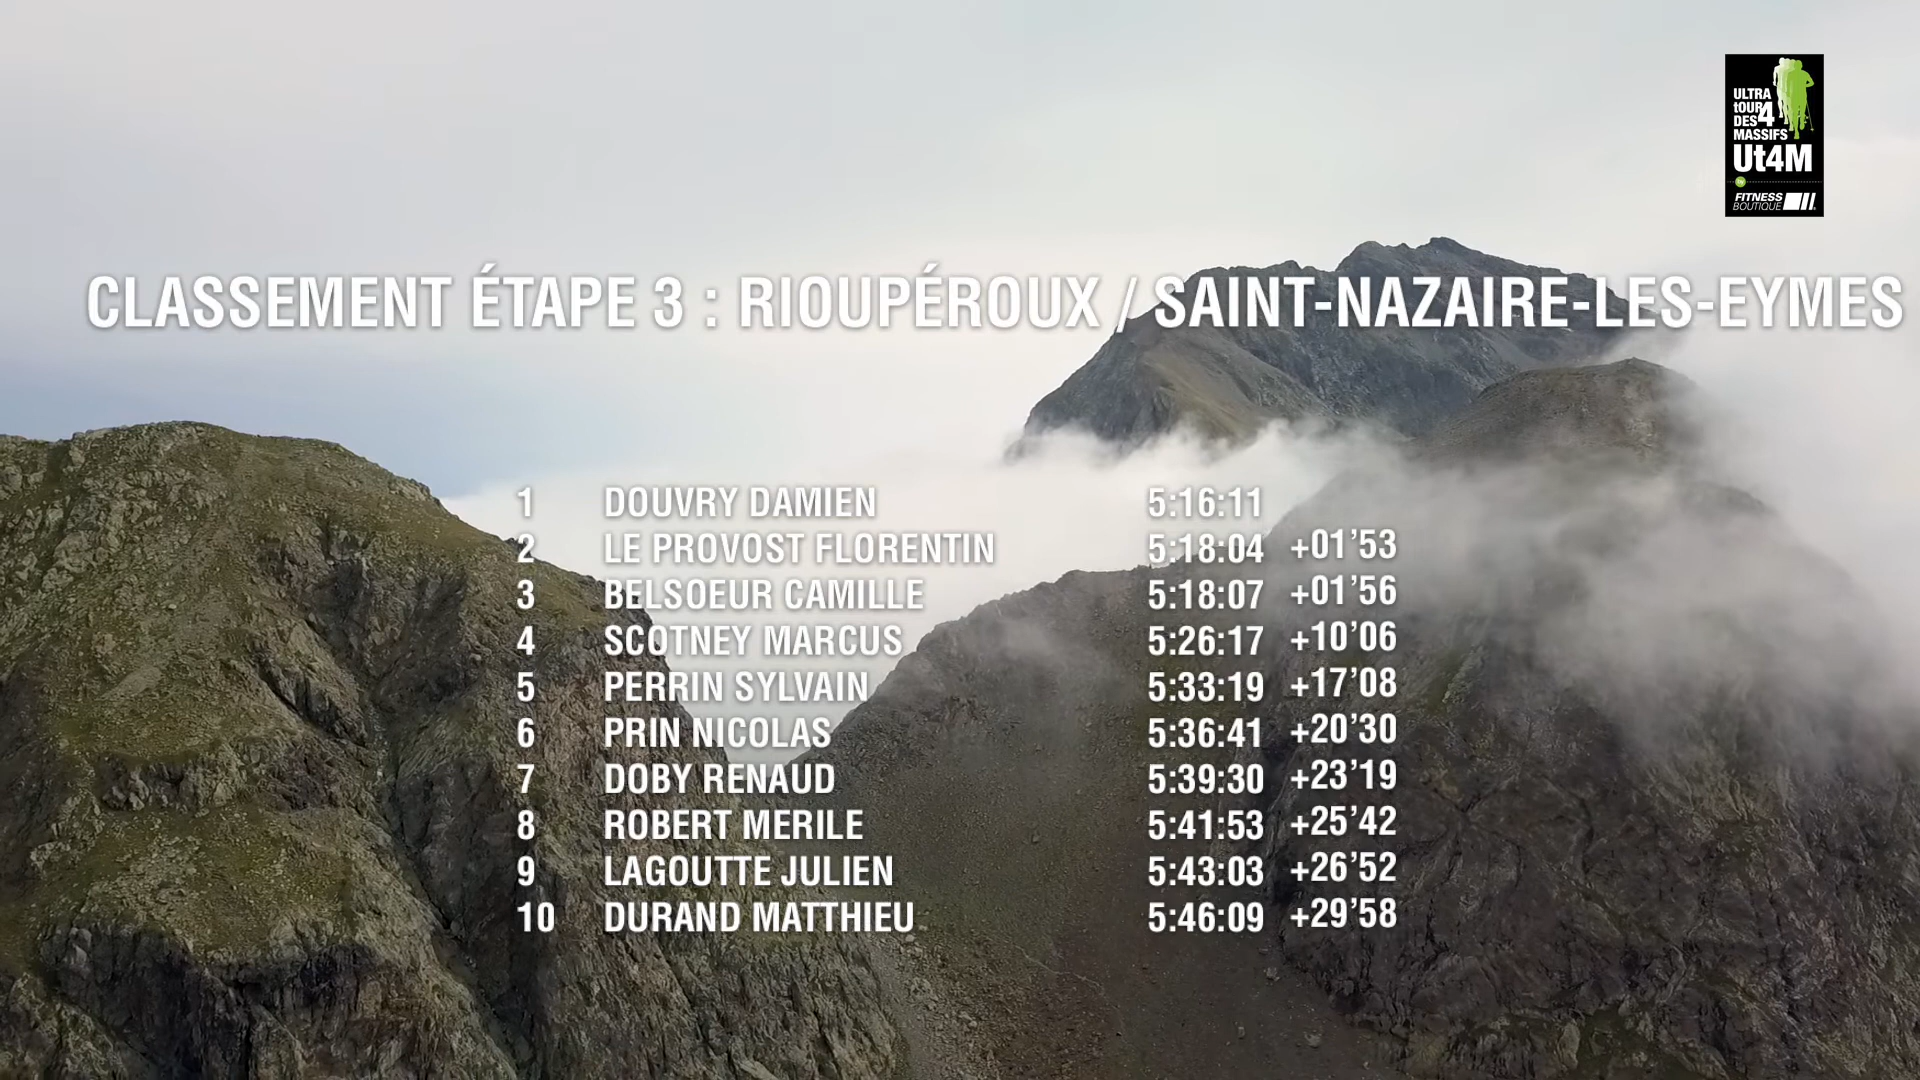 ULTRA
tOUR
DES 4
MASSIFS
Ut4M
FITNESS
BOUTIQUE
CLASSEMENT ÉTAPE 3 : RIOUPÉROUX / SAINT-NAZAIRE-LES-EYMES
1 DOUVRY DAMIEN 5:16:11
2 LE PROVOST FLORENTIN 5:18:04 +01’53
3 BELSOEUR CAMILLE 5:18:07 +01’56
4 SCOTNEY MARCUS 5:26:17 +10’06
5 PERRIN SYLVAIN 5:33:19 +17’08
6 PRIN NICOLAS 5:36:41 +20’30
7 DOBY RENAUD 5:39:30 +23’19
8 ROBERT MERILE 5:41:53 +25’42
9 LAGOUTTE JULIEN 5:43:03 +26’52
10 DURAND MATTHIEU 5:46:09 +29’58